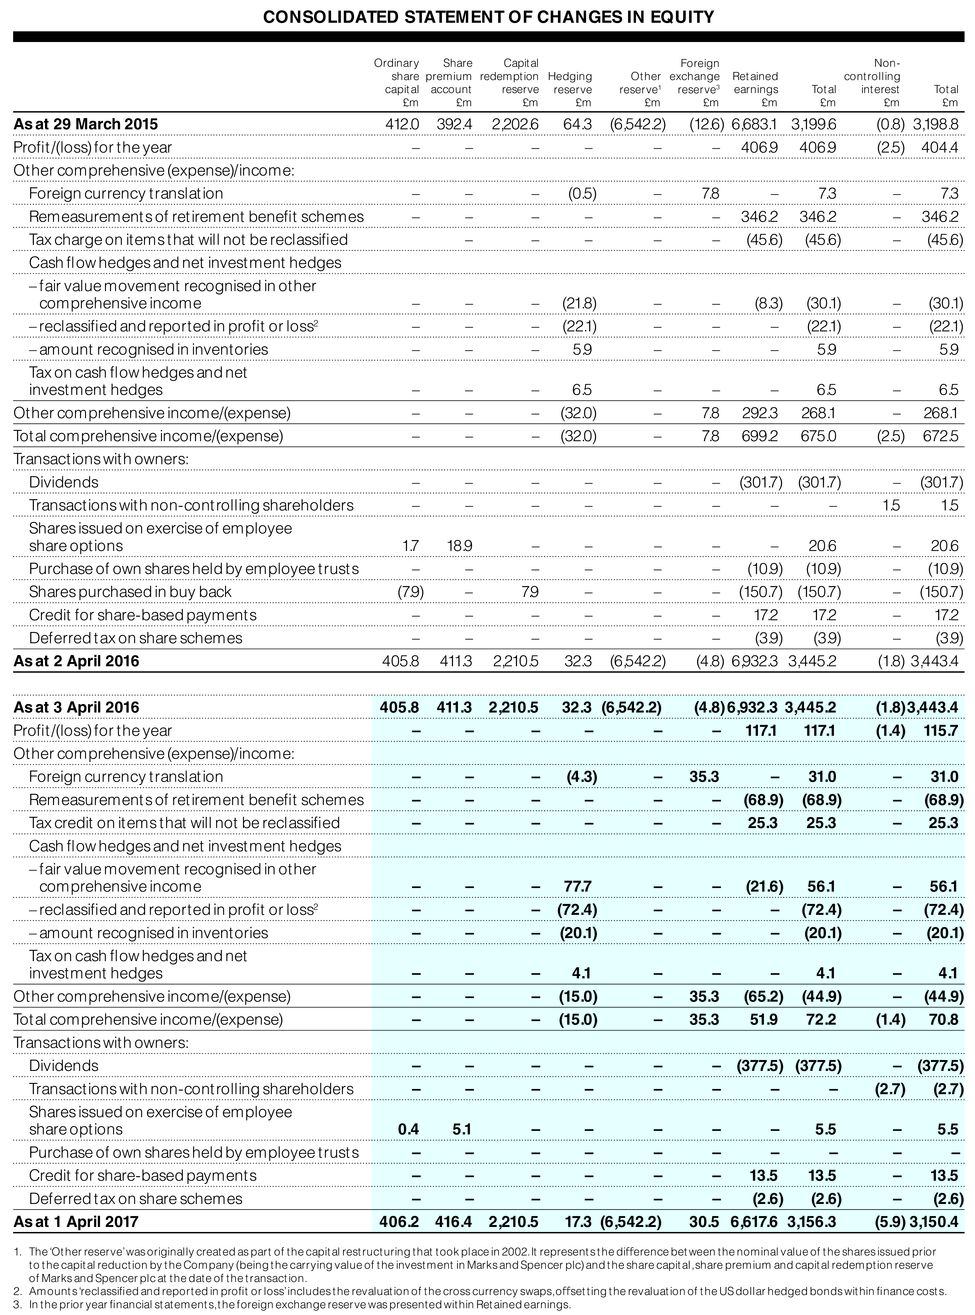 CONSOLIDATED STATEMENT OF CHANGES IN EQUITY
Ordinary share capital £m Share premium account £m Capital redemption reserve £m Hedging reserve £m Other reserve1 £m Foreign exchange reserve3 £m Retained earnings £m Total £m Non-controlling interest £m Total £m
As at 29 March 2015 412.0 392.4 2,202.6 64.3 (6,542.2) (12.6) 6,683.1 3,199.6 (0.8) 3,198.8
Profit/(loss) for the year – – – – – – 406.9 406.9 (2.5) 404.4
Other comprehensive (expense)/income:
Foreign currency translation – – – (0.5) – 7.8 – 7.3 – 7.3
Remeasurements of retirement benefit schemes – – – – – – 346.2 346.2 – 346.2
Tax charge on items that will not be reclassified – – – – – (45.6) (45.6) – (45.6)
Cash flow hedges and net investment hedges
– fair value movement recognised in other
comprehensive income – – – (21.8) – – (8.3) (30.1) – (30.1)
– reclassified and reported in profit or loss2 – – – (22.1) – – – (22.1) – (22.1)
– amount recognised in inventories – – – 5.9 – – – 5.9 – 5.9
Tax on cash flow hedges and net
investment hedges – – – 6.5 – – – 6.5 – 6.5
Other comprehensive income/(expense) – – – (32.0) – 7.8 292.3 268.1 – 268.1
Total comprehensive income/(expense) – – – (32.0) – 7.8 699.2 675.0 (2.5) 672.5
Transactions with owners:
Dividends – – – – – – (301.7) (301.7) – (301.7)
Transactions with non-controlling shareholders – – – – – – – – 1.5 1.5
Shares issued on exercise of employee
share options 1.7 18.9 – – – – – 20.6 – 20.6
Purchase of own shares held by employee trusts – – – – – – (10.9) (10.9) – (10.9)
Shares purchased in buy back (7.9) – 7.9 – – – (150.7) (150.7) – (150.7)
Credit for share-based payments – – – – – – 17.2 17.2 – 17.2
Deferred tax on share schemes – – – – – – (3.9) (3.9) – (3.9)
As at 2 April 2016 405.8 411.3 2,210.5 32.3 (6,542.2) (4.8) 6,932.3 3,445.2 (1.8) 3,443.4
As at 3 April 2016 405.8 411.3 2,210.5 32.3 (6,542.2) (4.8) 6,932.3 3,445.2 (1.8) 3,443.4
Profit/(loss) for the year – – – – – – 117.1 117.1 (1.4) 115.7
Other comprehensive (expense)/income:
Foreign currency translation – – – (4.3) – 35.3 – 31.0 – 31.0
Remeasurements of retirement benefit schemes – – – – – – (68.9) (68.9) – (68.9)
Tax credit on items that will not be reclassified – – – – – – 25.3 25.3 – 25.3
Cash flow hedges and net investment hedges
– fair value movement recognised in other
comprehensive income – – – 77.7 – – (21.6) 56.1 – 56.1
– reclassified and reported in profit or loss2 – – – (72.4) – – – (72.4) – (72.4)
– amount recognised in inventories – – – (20.1) – – – (20.1) – (20.1)
Tax on cash flow hedges and net
investment hedges – – – 4.1 – – – 4.1 – 4.1
Other comprehensive income/(expense) – – – (15.0) – 35.3 (65.2) (44.9) – (44.9)
Total comprehensive income/(expense) – – – (15.0) – 35.3 51.9 72.2 (1.4) 70.8
Transactions with owners:
Dividends – – – – – – (377.5) (377.5) – (377.5)
Transactions with non-controlling shareholders – – – – – – – – (2.7) (2.7)
Shares issued on exercise of employee
share options 0.4 5.1 – – – – – 5.5 – 5.5
Purchase of own shares held by employee trusts – – – – – – – – – –
Credit for share-based payments – – – – – – 13.5 13.5 – 13.5
Deferred tax on share schemes – – – – – – (2.6) (2.6) – (2.6)
As at 1 April 2017 406.2 416.4 2,210.5 17.3 (6,542.2) 30.5 6,617.6 3,156.3 (5.9) 3,150.4
1. The ‘Other reserve’ was originally created as part of the capital restructuring that took place in 2002. It represents the difference between the nominal value of the shares issued prior
to the capital reduction by the Company (being the carrying value of the investment in Marks and Spencer plc) and the share capital, share premium and capital redemption reserve
of Marks and Spencer plc at the date of the transaction.
2. Amounts ‘reclassified and reported in profit or loss’ includes the revaluation of the cross currency swaps, offsetting the revaluation of the US dollar hedged bonds within finance costs.
3. In the prior year financial statements, the foreign exchange reserve was presented within Retained earnings.